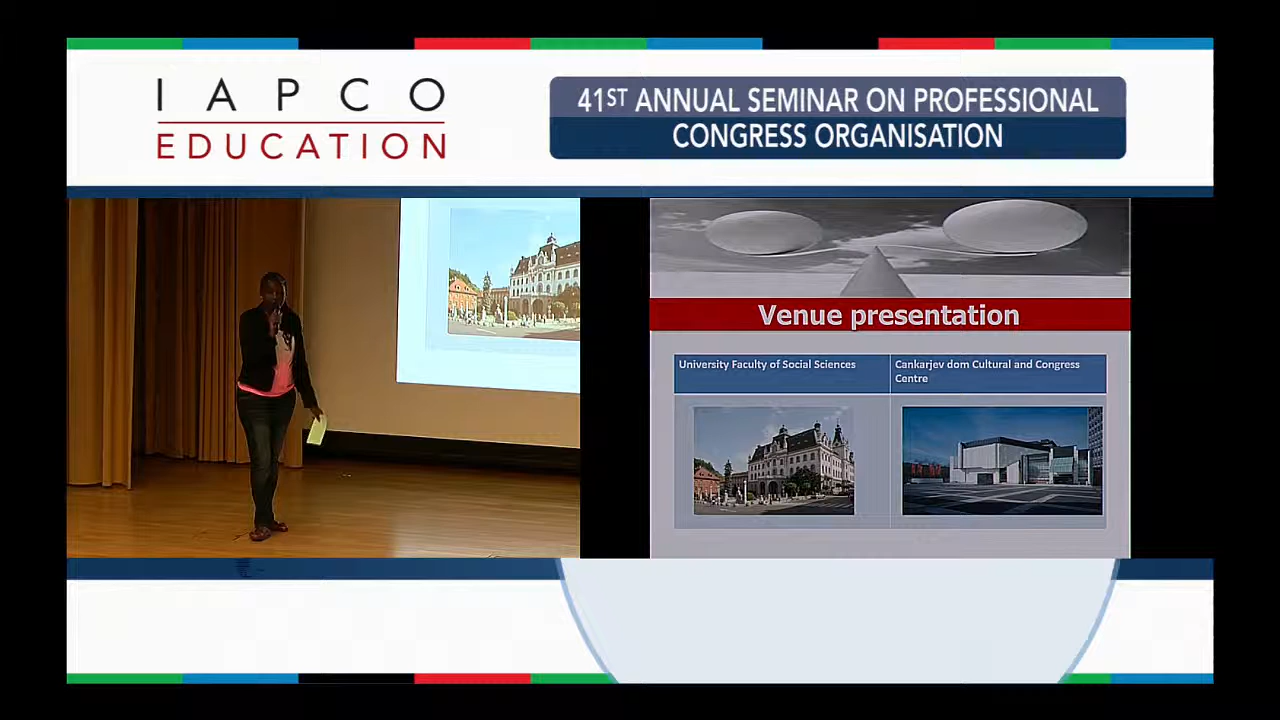 IAPCO
EDUCATION
41ST ANNUAL SEMINAR ON PROFESSIONAL
CONGRESS ORGANISATION
Venue presentation
University Faculty of Social Sciences
Cankarjev dom Cultural and Congress
Centre